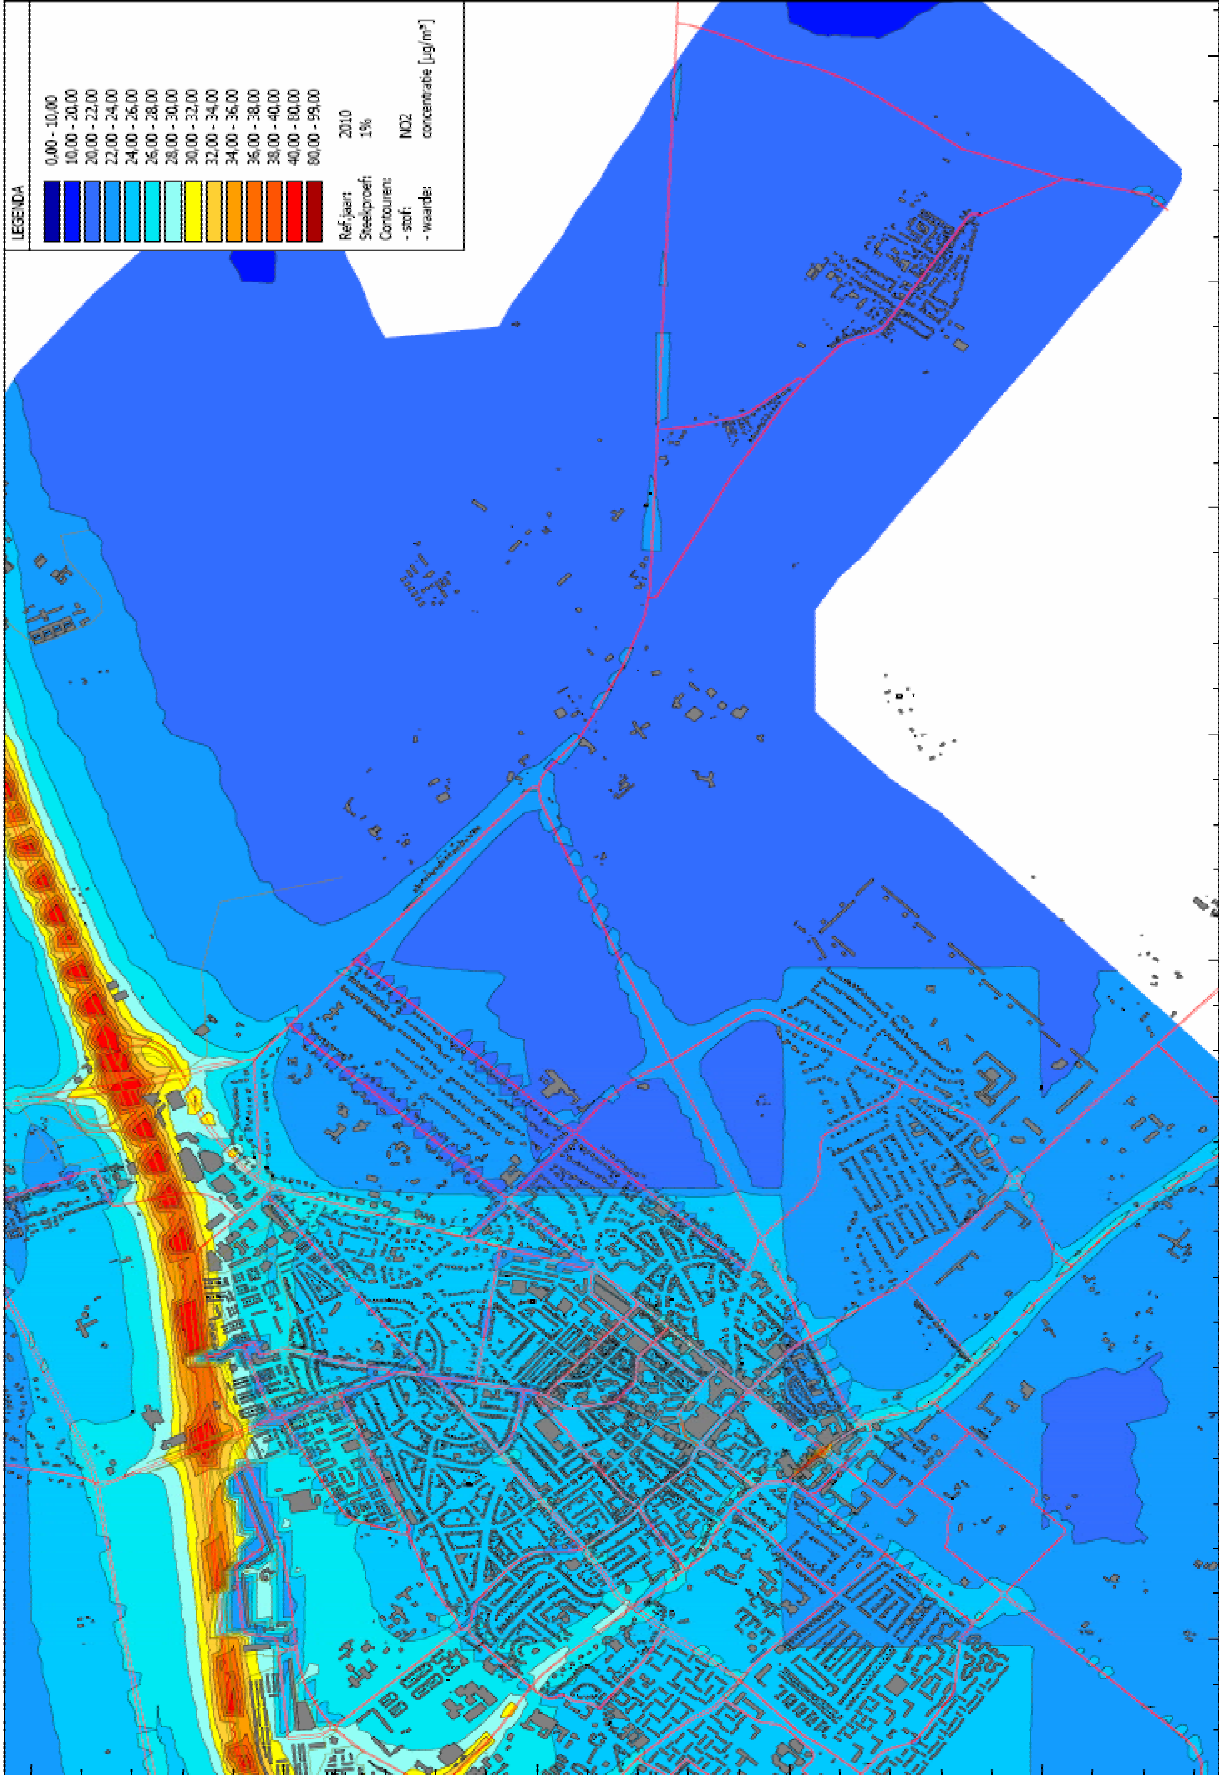 LEGENDA
0,00 - 10,00
10,00 - 20,00
20,00 - 22,00
22,00 - 24,00
24,00 - 26,00
26,00 - 28,00
28,00 - 30,00
30,00 - 32,00
32,00 - 34,00
34,00 - 36,00
36,00 - 38,00
38,00 - 40,00
40,00 - 80,00
80,00 - 99,00
Ref.jaar: 2010
Steekproef: 1%
Contouren:
- stof: NO2
- waarde: concentratie [µg/m³]